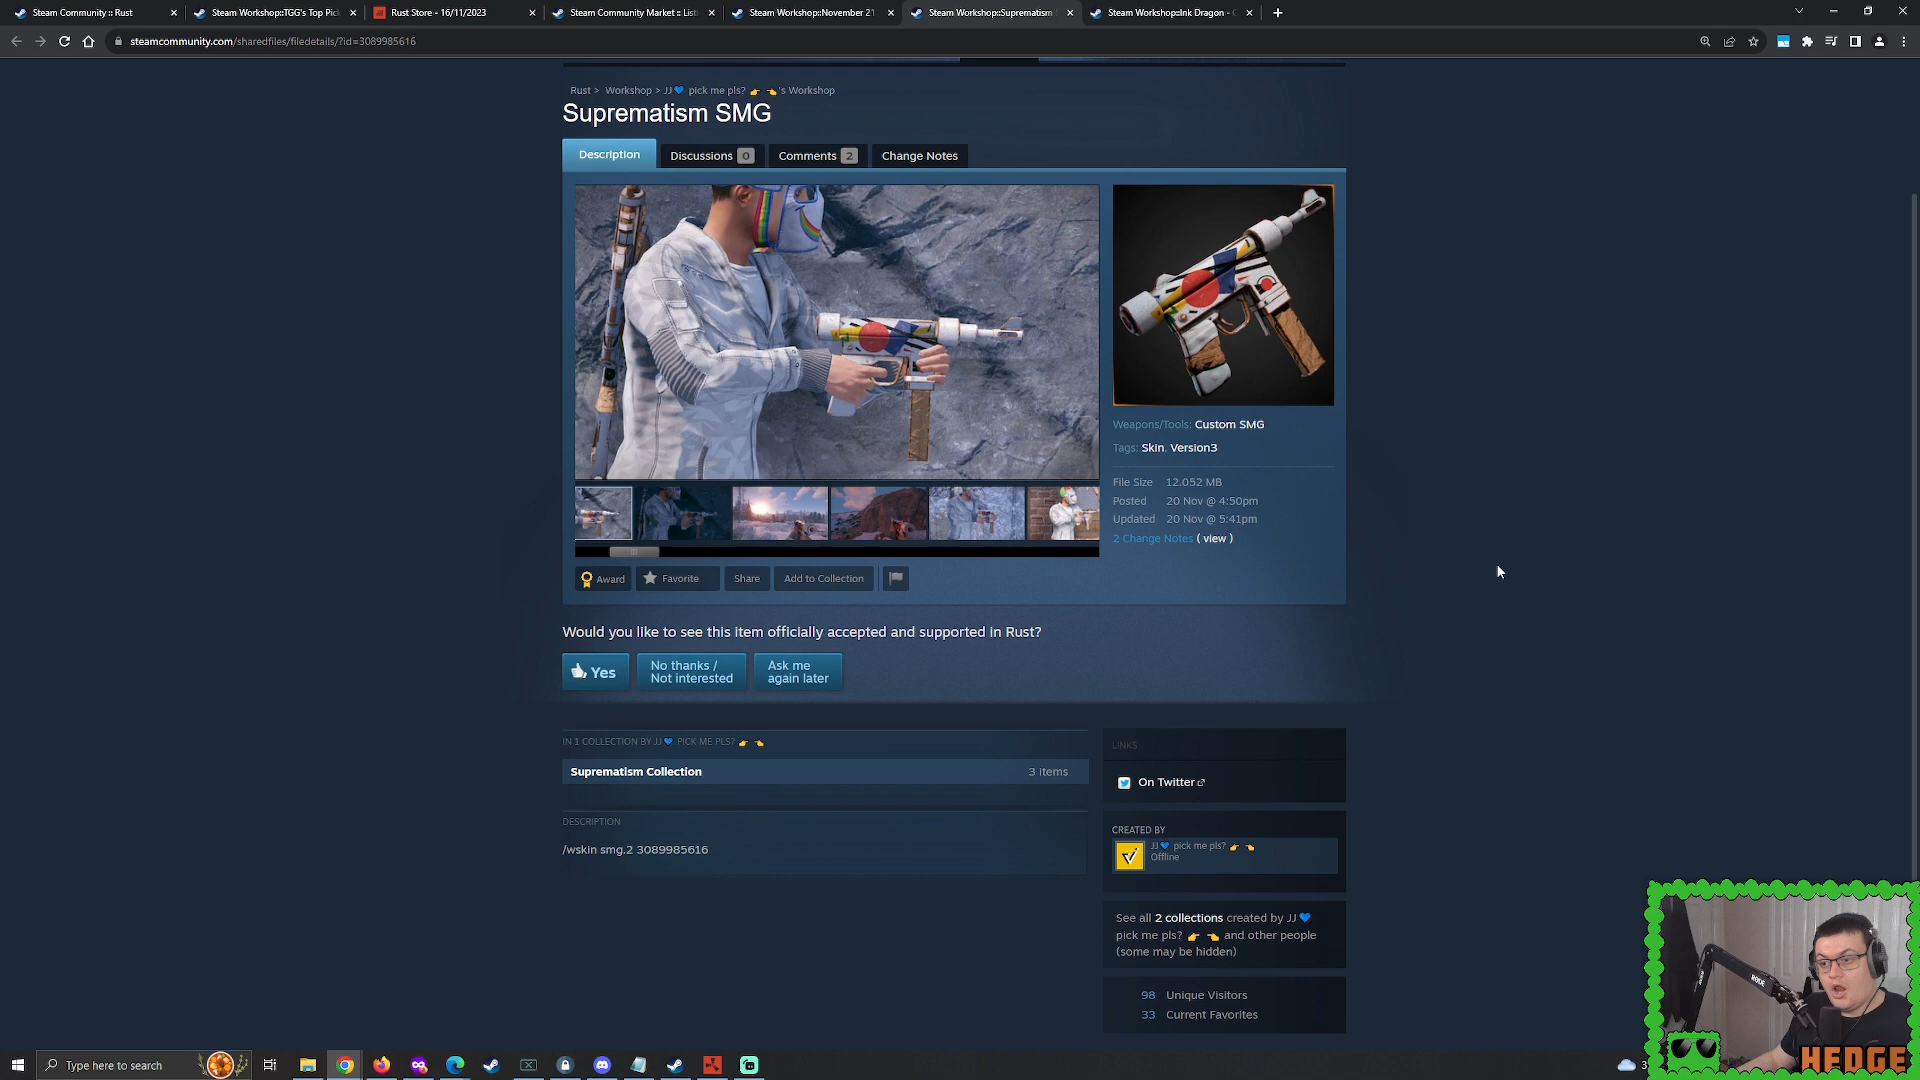 Steam Community :: Rust
Steam Workshop::TGG's Top Pic
Rust Store - 16/11/2023
Steam Community Market :: List
Steam Workshop::November 21
Steam Workshop::Suprematism
Steam Workshop::Ink Dragon - C
steamcommunity.com/sharedfiles/filedetails/?id=3089985616
Rust > Workshop > JJ💙 pick me pls? 👉 👈's Workshop
Suprematism SMG
Description
Discussions 0
Comments 2
Change Notes
Weapons/Tools: Custom SMG
Tags: Skin, Version3
File Size 12.052 MB
Posted 20 Nov @ 4:50pm
Updated 20 Nov @ 5:41pm
2 Change Notes ( view )
Award
Favorite
Share
Add to Collection
Would you like to see this item officially accepted and supported in Rust?
Yes
No thanks /
Not interested
Ask me
again later
IN 1 COLLECTION BY JJ💙 PICK ME PLS? 👉 👈
Suprematism Collection 3 items
DESCRIPTION
/wskin smg.2 3089985616
LINKS
On Twitter
CREATED BY
JJ💙 pick me pls? 👉 👈
Offline
See all 2 collections created by JJ💙
pick me pls? 👉 👈 and other people
(some may be hidden)
98 Unique Visitors
33 Current Favorites
Type here to search
RODE
HEDGE